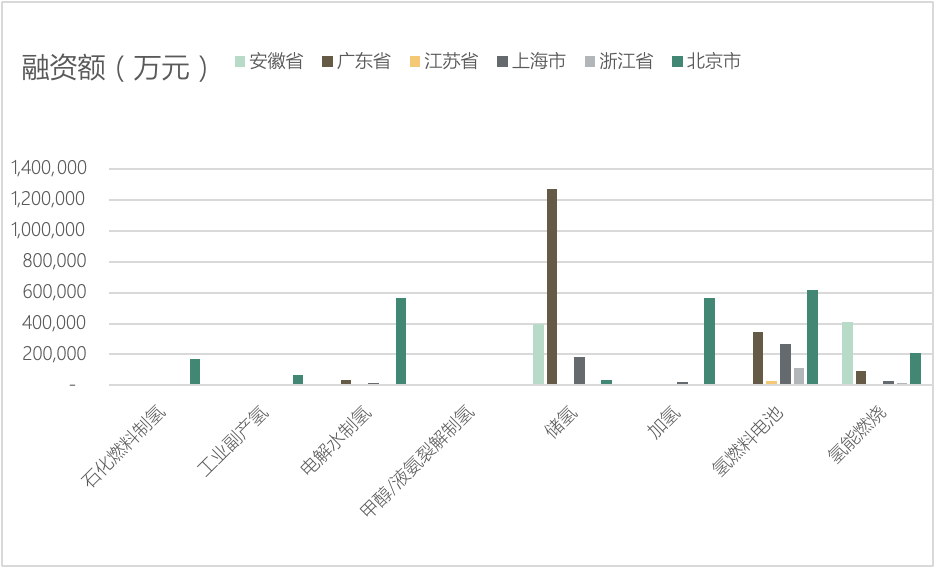 融资额（万元） 安徽省 广东省 江苏省 上海市 浙江省 北京市
1,400,000
1,200,000
1,000,000
800,000
600,000
400,000
200,000
-
石化燃料制氢
工业副产氢
电解水制氢
甲醇/液氨裂解制氢
储氢
加氢
氢燃料电池
氢能燃烧